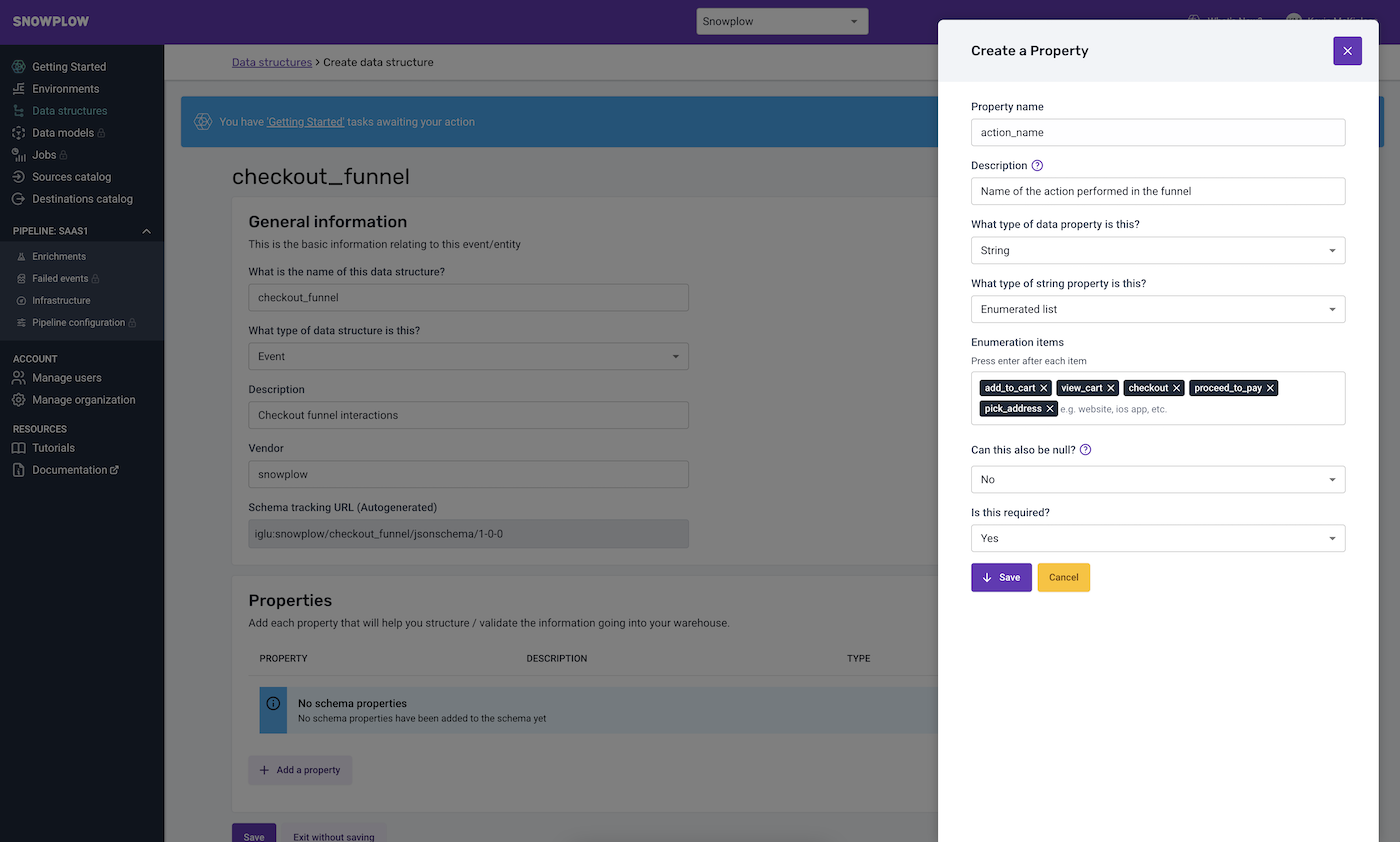 SNOWPLOW
Snowplow
Getting Started
Environments
Data structures
Data models
Jobs
Sources catalog
Destinations catalog
PIPELINE: SAAS1
Enrichments
Failed events
Infrastructure
Pipeline configuration
ACCOUNT
Manage users
Manage organization
RESOURCES
Tutorials
Documentation
Data structures > Create data structure
You have 'Getting Started' tasks awaiting your action
checkout_funnel
General information
This is the basic information relating to this event/entity
What is the name of this data structure?
checkout_funnel
What type of data structure is this?
Event
Description
Checkout funnel interactions
Vendor
snowplow
Schema tracking URL (Autogenerated)
iglu:snowplow/checkout_funnel/jsonschema/1-0-0
Properties
Add each property that will help you structure / validate the information going into your warehouse.
PROPERTY DESCRIPTION TYPE
No schema properties
No schema properties have been added to the schema yet
Add a property
Save Exit without saving
Create a Property
Property name
action_name
Description
Name of the action performed in the funnel
What type of data property is this?
String
What type of string property is this?
Enumerated list
Enumeration items
Press enter after each item
add_to_cart view_cart checkout proceed_to_pay
pick_address e.g. website, ios app, etc.
Can this also be null?
No
Is this required?
Yes
Save Cancel